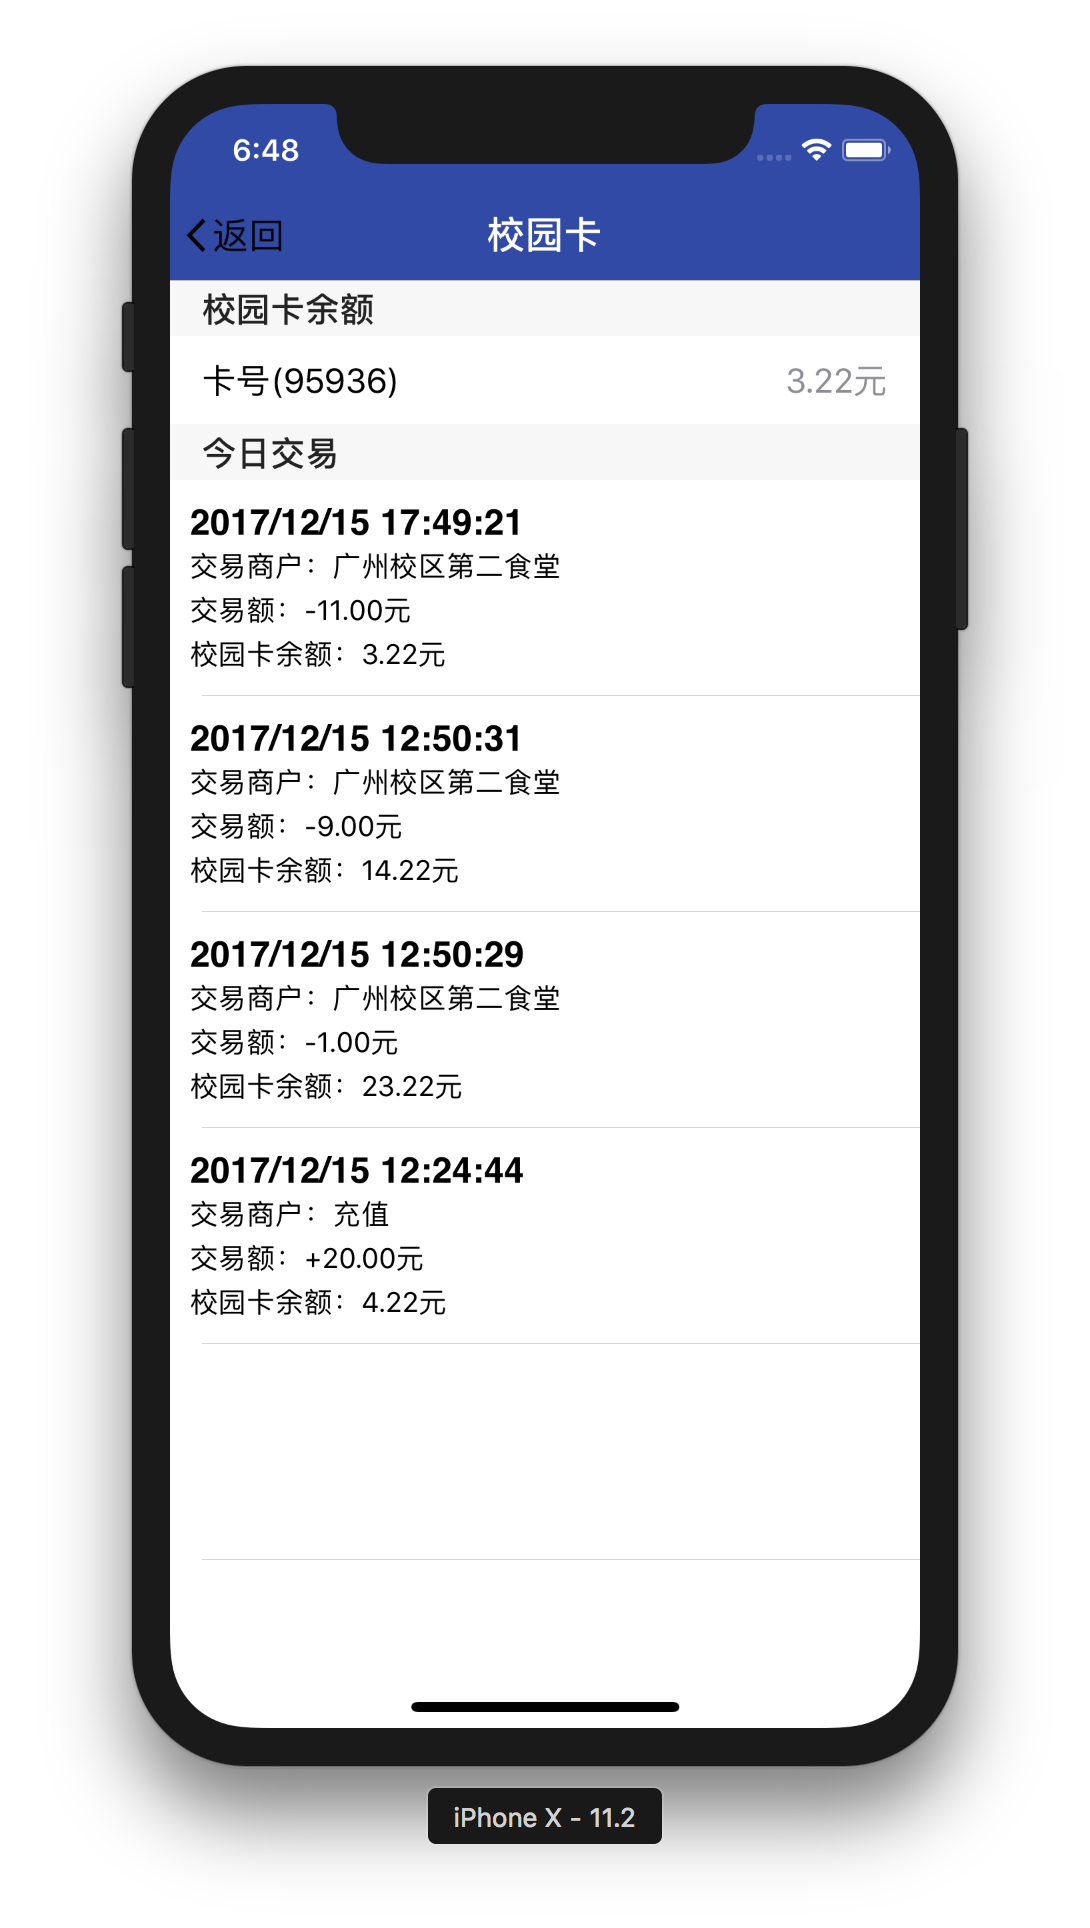 6:48
返回
校园卡
校园卡余额
卡号(95936) 3.22元
今日交易
2017/12/15 17:49:21
交易商户：广州校区第二食堂
交易额：-11.00元
校园卡余额：3.22元
2017/12/15 12:50:31
交易商户：广州校区第二食堂
交易额：-9.00元
校园卡余额：14.22元
2017/12/15 12:50:29
交易商户：广州校区第二食堂
交易额：-1.00元
校园卡余额：23.22元
2017/12/15 12:24:44
交易商户：充值
交易额：+20.00元
校园卡余额：4.22元
iPhone X - 11.2